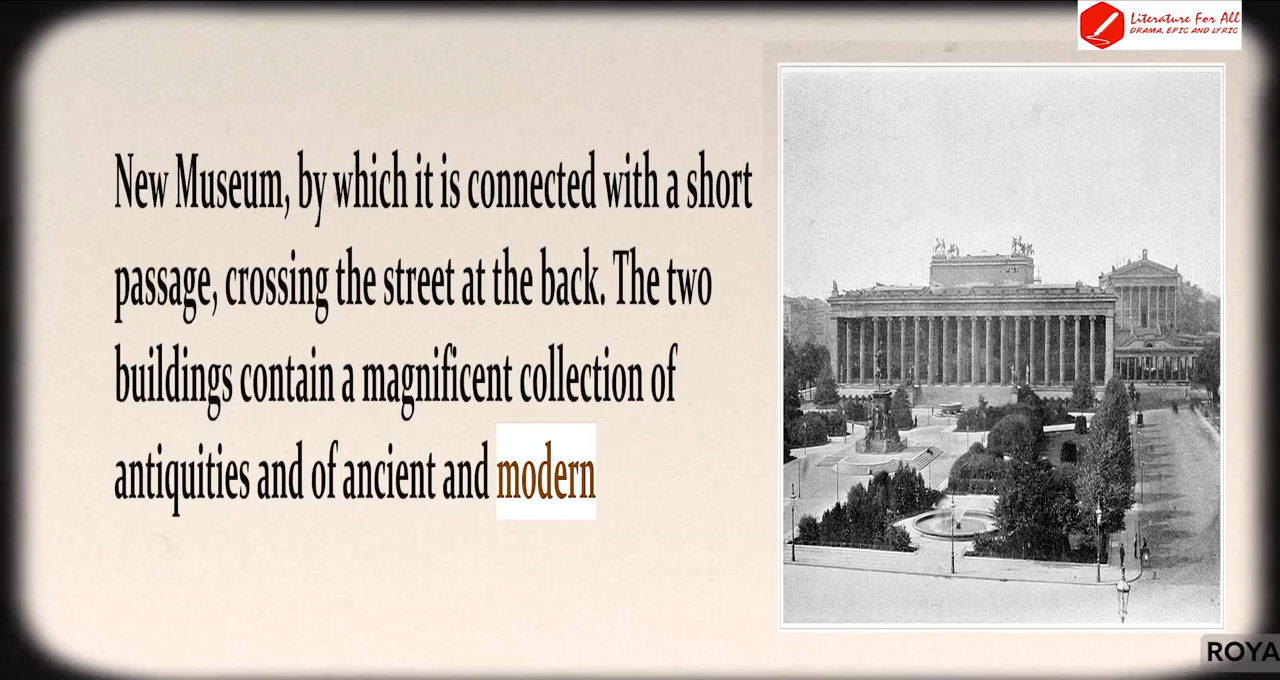 Literature For All
DRAMA, EPIC AND LYRIC
New Museum, by which it is connected with a short
passage, crossing the street at the back. The two
buildings contain a magnificent collection of
antiquities and of ancient and modern
ROYA